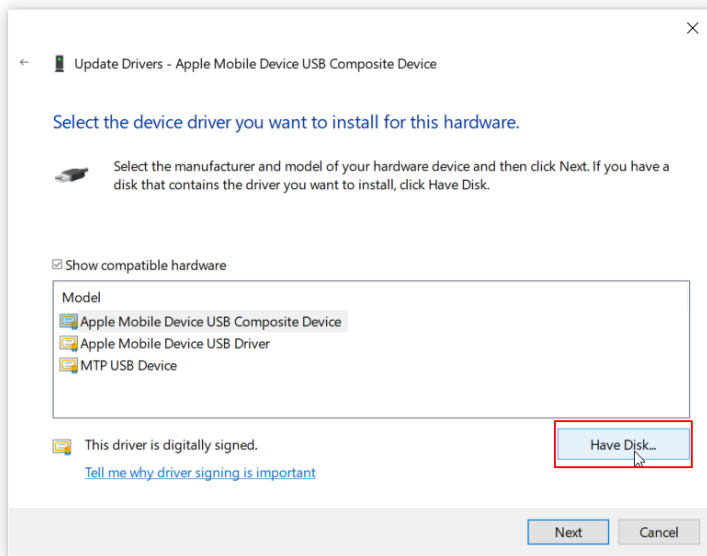 Update Drivers - Apple Mobile Device USB Composite Device
Select the device driver you want to install for this hardware.
Select the manufacturer and model of your hardware device and then click Next. If you have a
disk that contains the driver you want to install, click Have Disk.
Show compatible hardware
Model
Apple Mobile Device USB Composite Device
Apple Mobile Device USB Driver
MTP USB Device
This driver is digitally signed.
Have Disk...
Tell me why driver signing is important
Next
Cancel